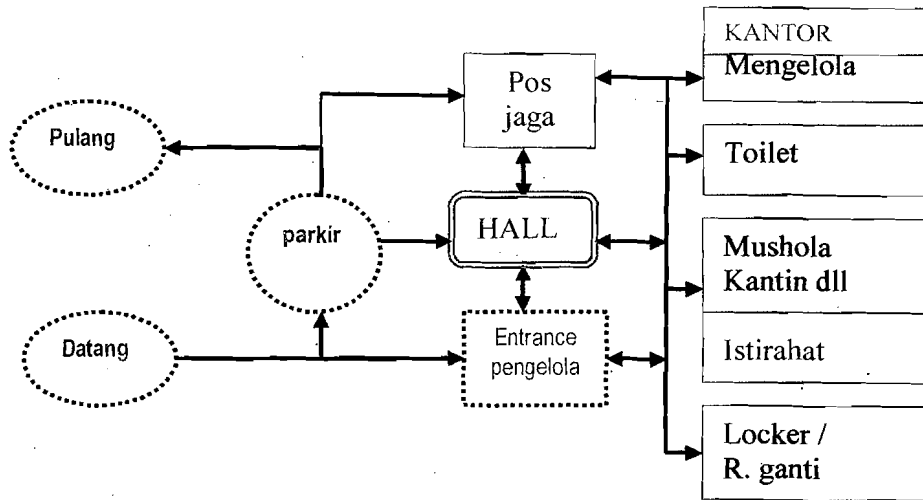 Pulang
Datang
parkir
Pos
jaga
HALL
Entrance
pengelola
KANTOR
Mengelola
Toilet
Mushola
Kantin dll
Istirahat
Locker /
R. ganti